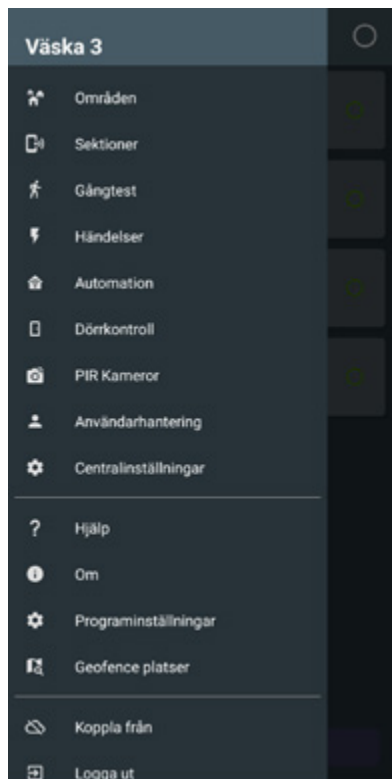 Väska 3
Områden
Sektioner
Gångtest
Händelser
Automation
Dörrkontroll
PIR Kameror
Användarhantering
Centralinställningar
Hjälp
Om
Programinställningar
Geofence platser
Koppla från
Logga ut